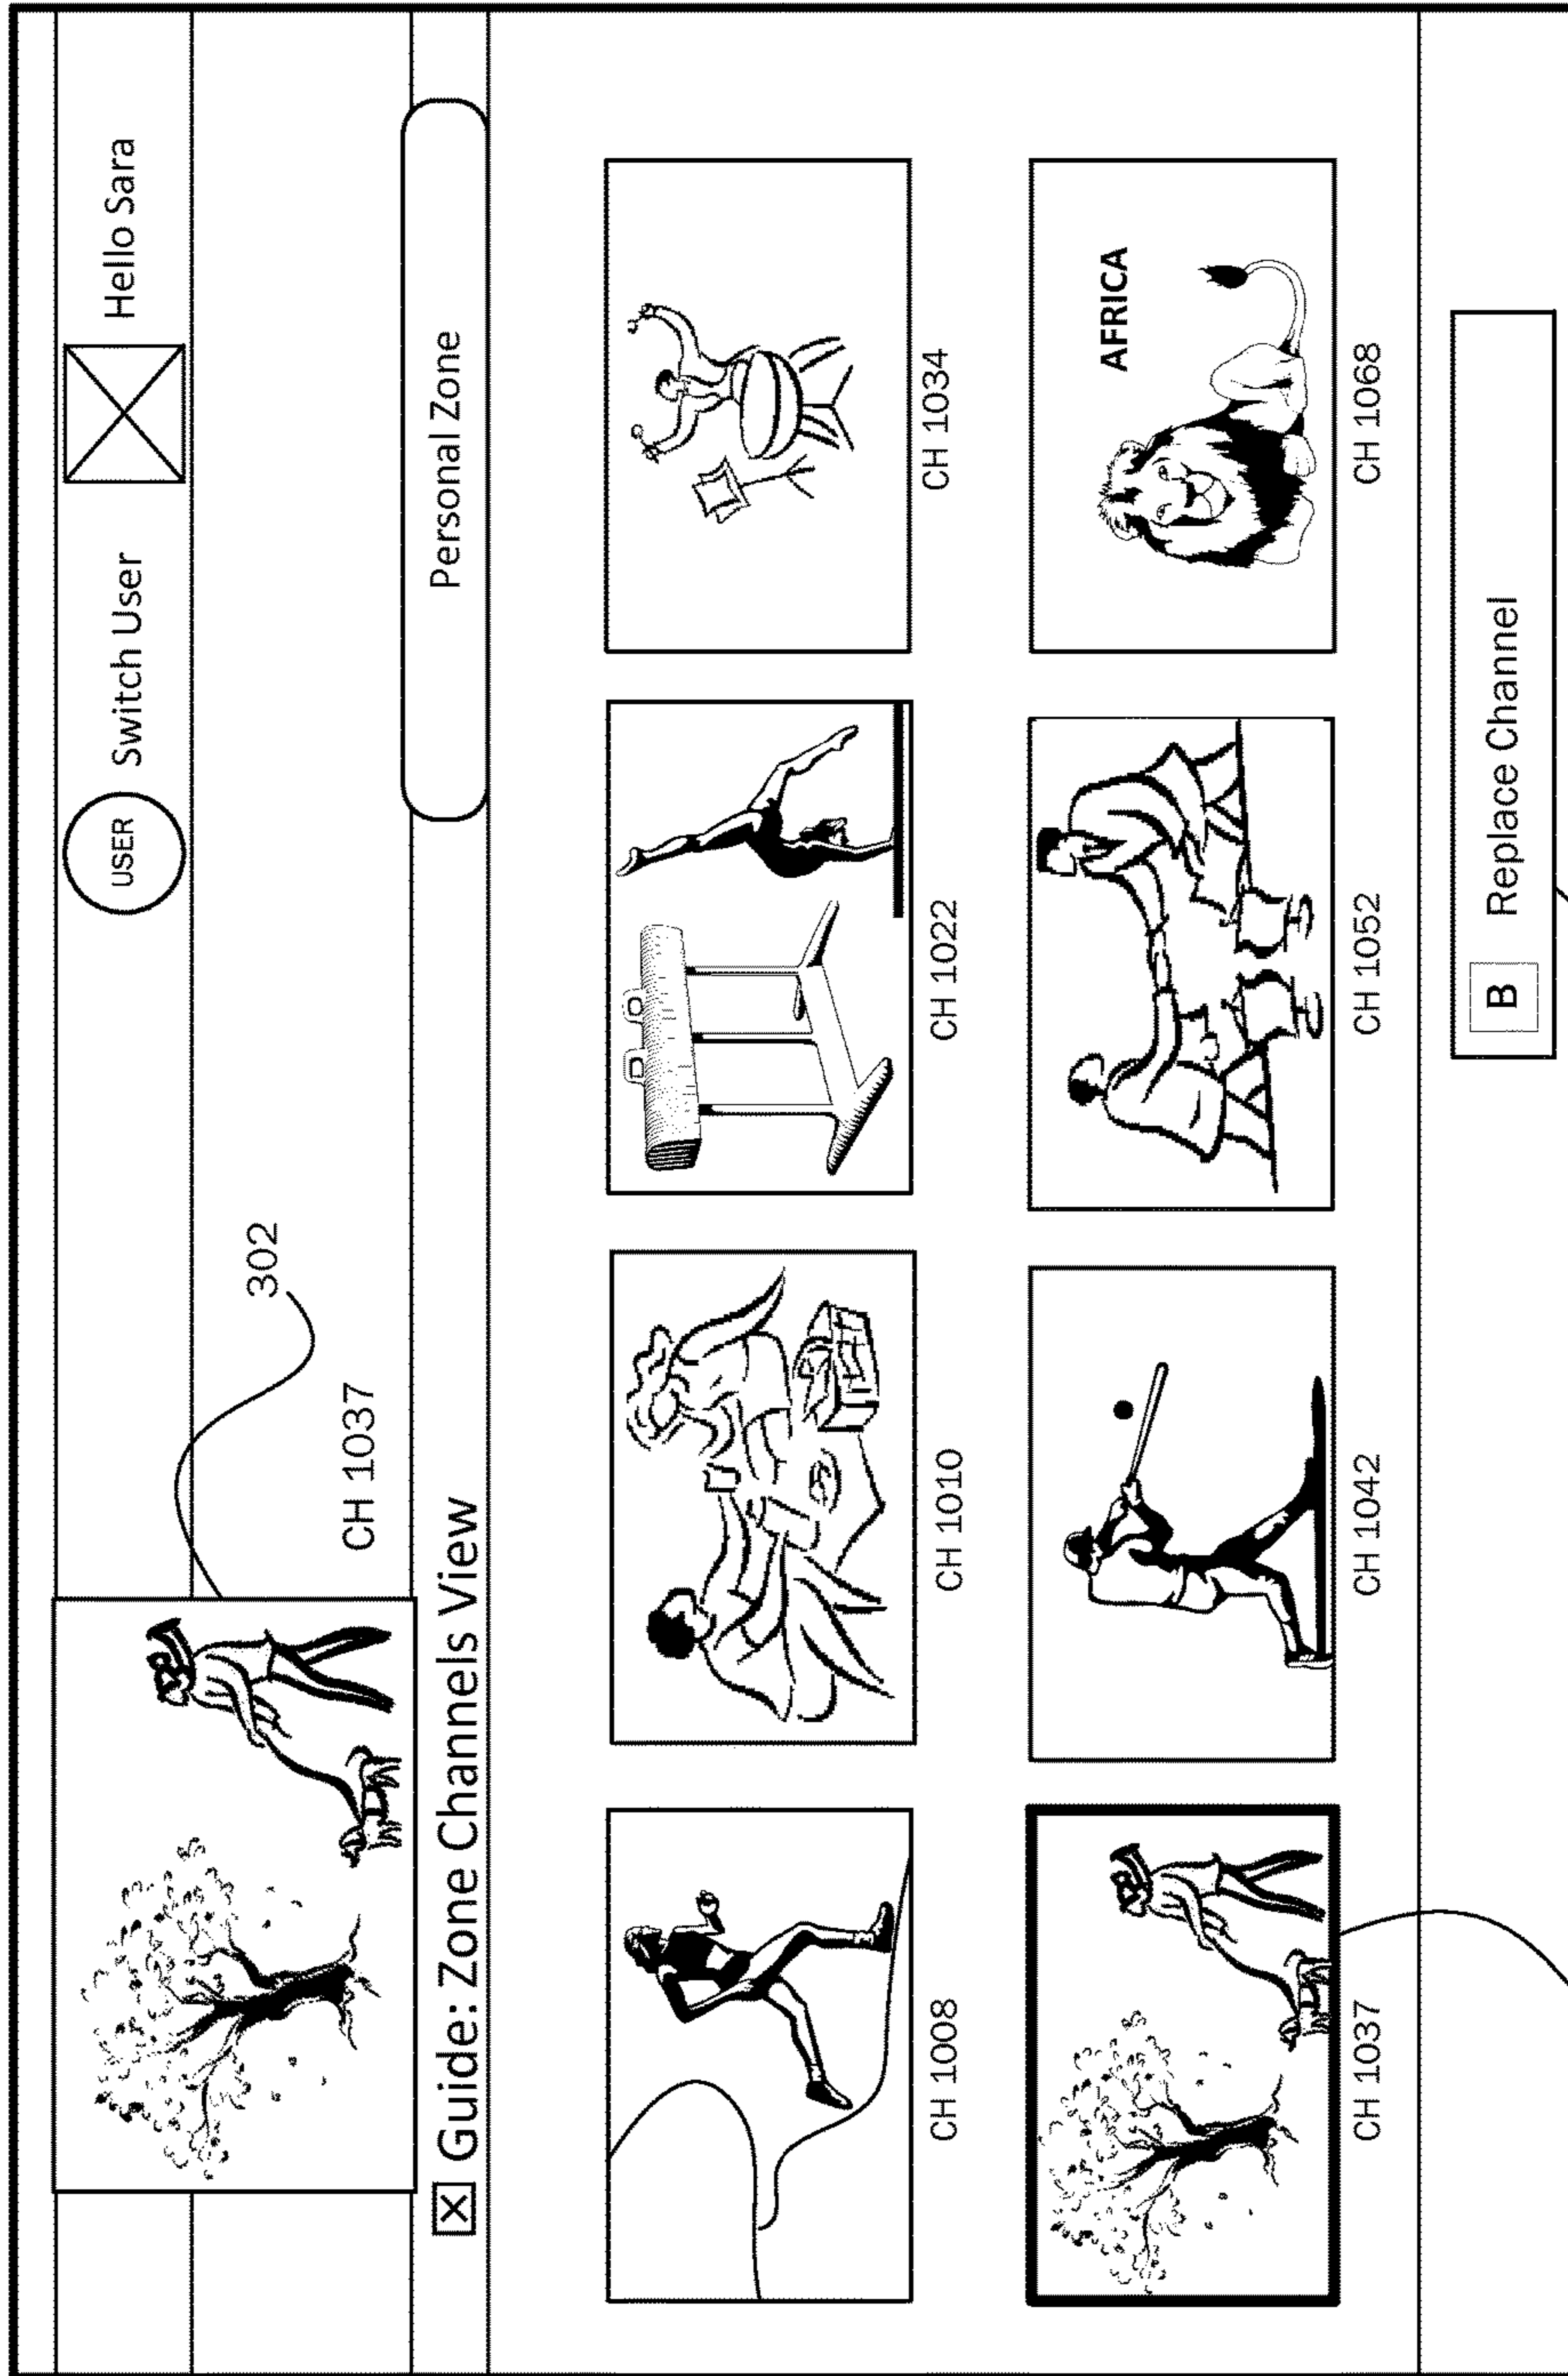 USER Switch User Hello Sara
302
CH 1037
X Guide: Zone Channels View Personal Zone
CH 1008 CH 1010 CH 1022 CH 1034
AFRICA
CH 1037 CH 1042 CH 1052 CH 1068
B Replace Channel